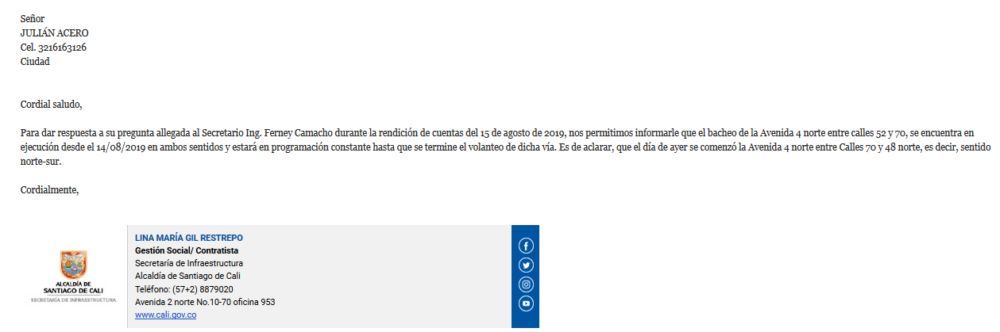 Señor
JULIÁN ACERO
Cel. 3216163126
Ciudad
Cordial saludo,
Para dar respuesta a su pregunta allegada al Secretario Ing. Ferney Camacho durante la rendición de cuentas del 15 de agosto de 2019, nos permitimos informarle que el bacheo de la Avenida 4 norte entre calles 52 y 70, se encuentra en
ejecución desde el 14/08/2019 en ambos sentidos y estará en programación constante hasta que se termine el volanteo de dicha vía. Es de aclarar, que el día de ayer se comenzó la Avenida 4 norte entre Calles 70 y 48 norte, es decir, sentido
norte-sur.
Cordialmente,
ALCALDÍA DE
SANTIAGO DE CALI
SECRETARÍA DE INFRAESTRUCTURA
LINA MARÍA GIL RESTREPO
Gestión Social/ Contratista
Secretaría de Infraestructura
Alcaldía de Santiago de Cali
Teléfono: (57+2) 8879020
Avenida 2 norte No.10-70 oficina 953
www.cali.gov.co